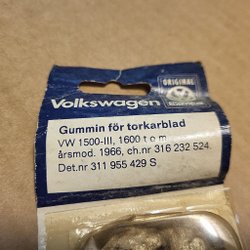 ORIGINAL
Volkswagen
Gummin för torkarblad
VW 1500-III, 1600 t o m
årsmod. 1966, ch.nr 316 232 524.
Det.nr 311 955 429 S